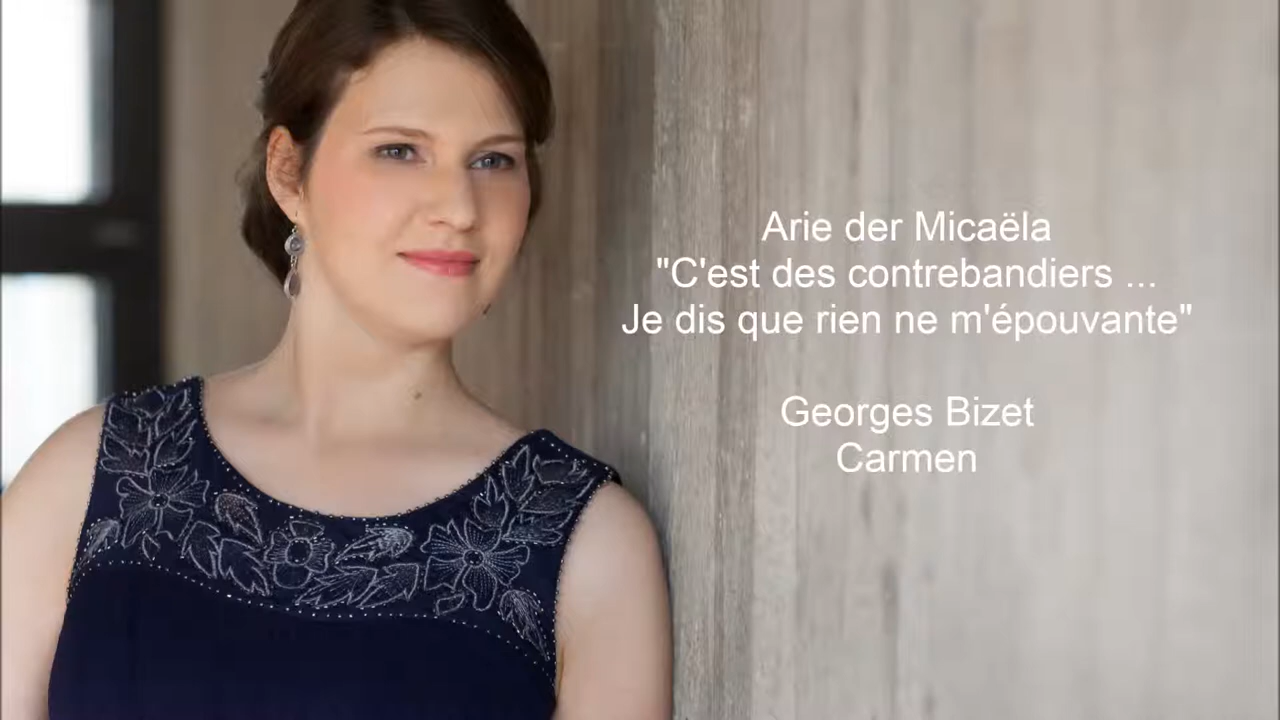 Arie der Micaëla
"C'est des contrebandiers ...
Je dis que rien ne m'épouvante"
Georges Bizet
Carmen